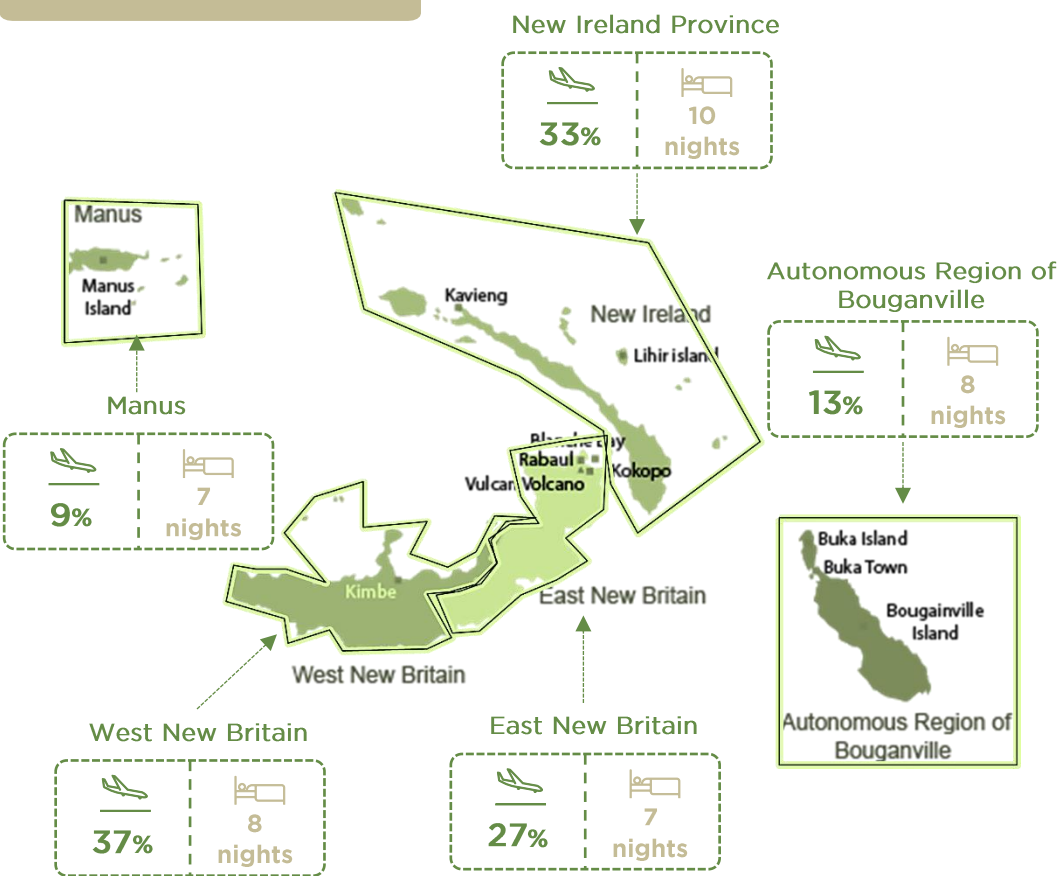 New Ireland Province
33%
10
nights
Manus
Manus
Island
Kavieng
New Ireland
Lihir island
Autonomous Region of
Bouganville
13%
8
nights
Manus
9%
7
nights
Blanche Bay
Rabaul
Kokopo
Vulcan Volcano
Kimbe
East New Britain
West New Britain
Buka Island
Buka Town
Bougainville
Island
Autonomous Region of
Bouganville
West New Britain
37%
8
nights
East New Britain
27%
7
nights